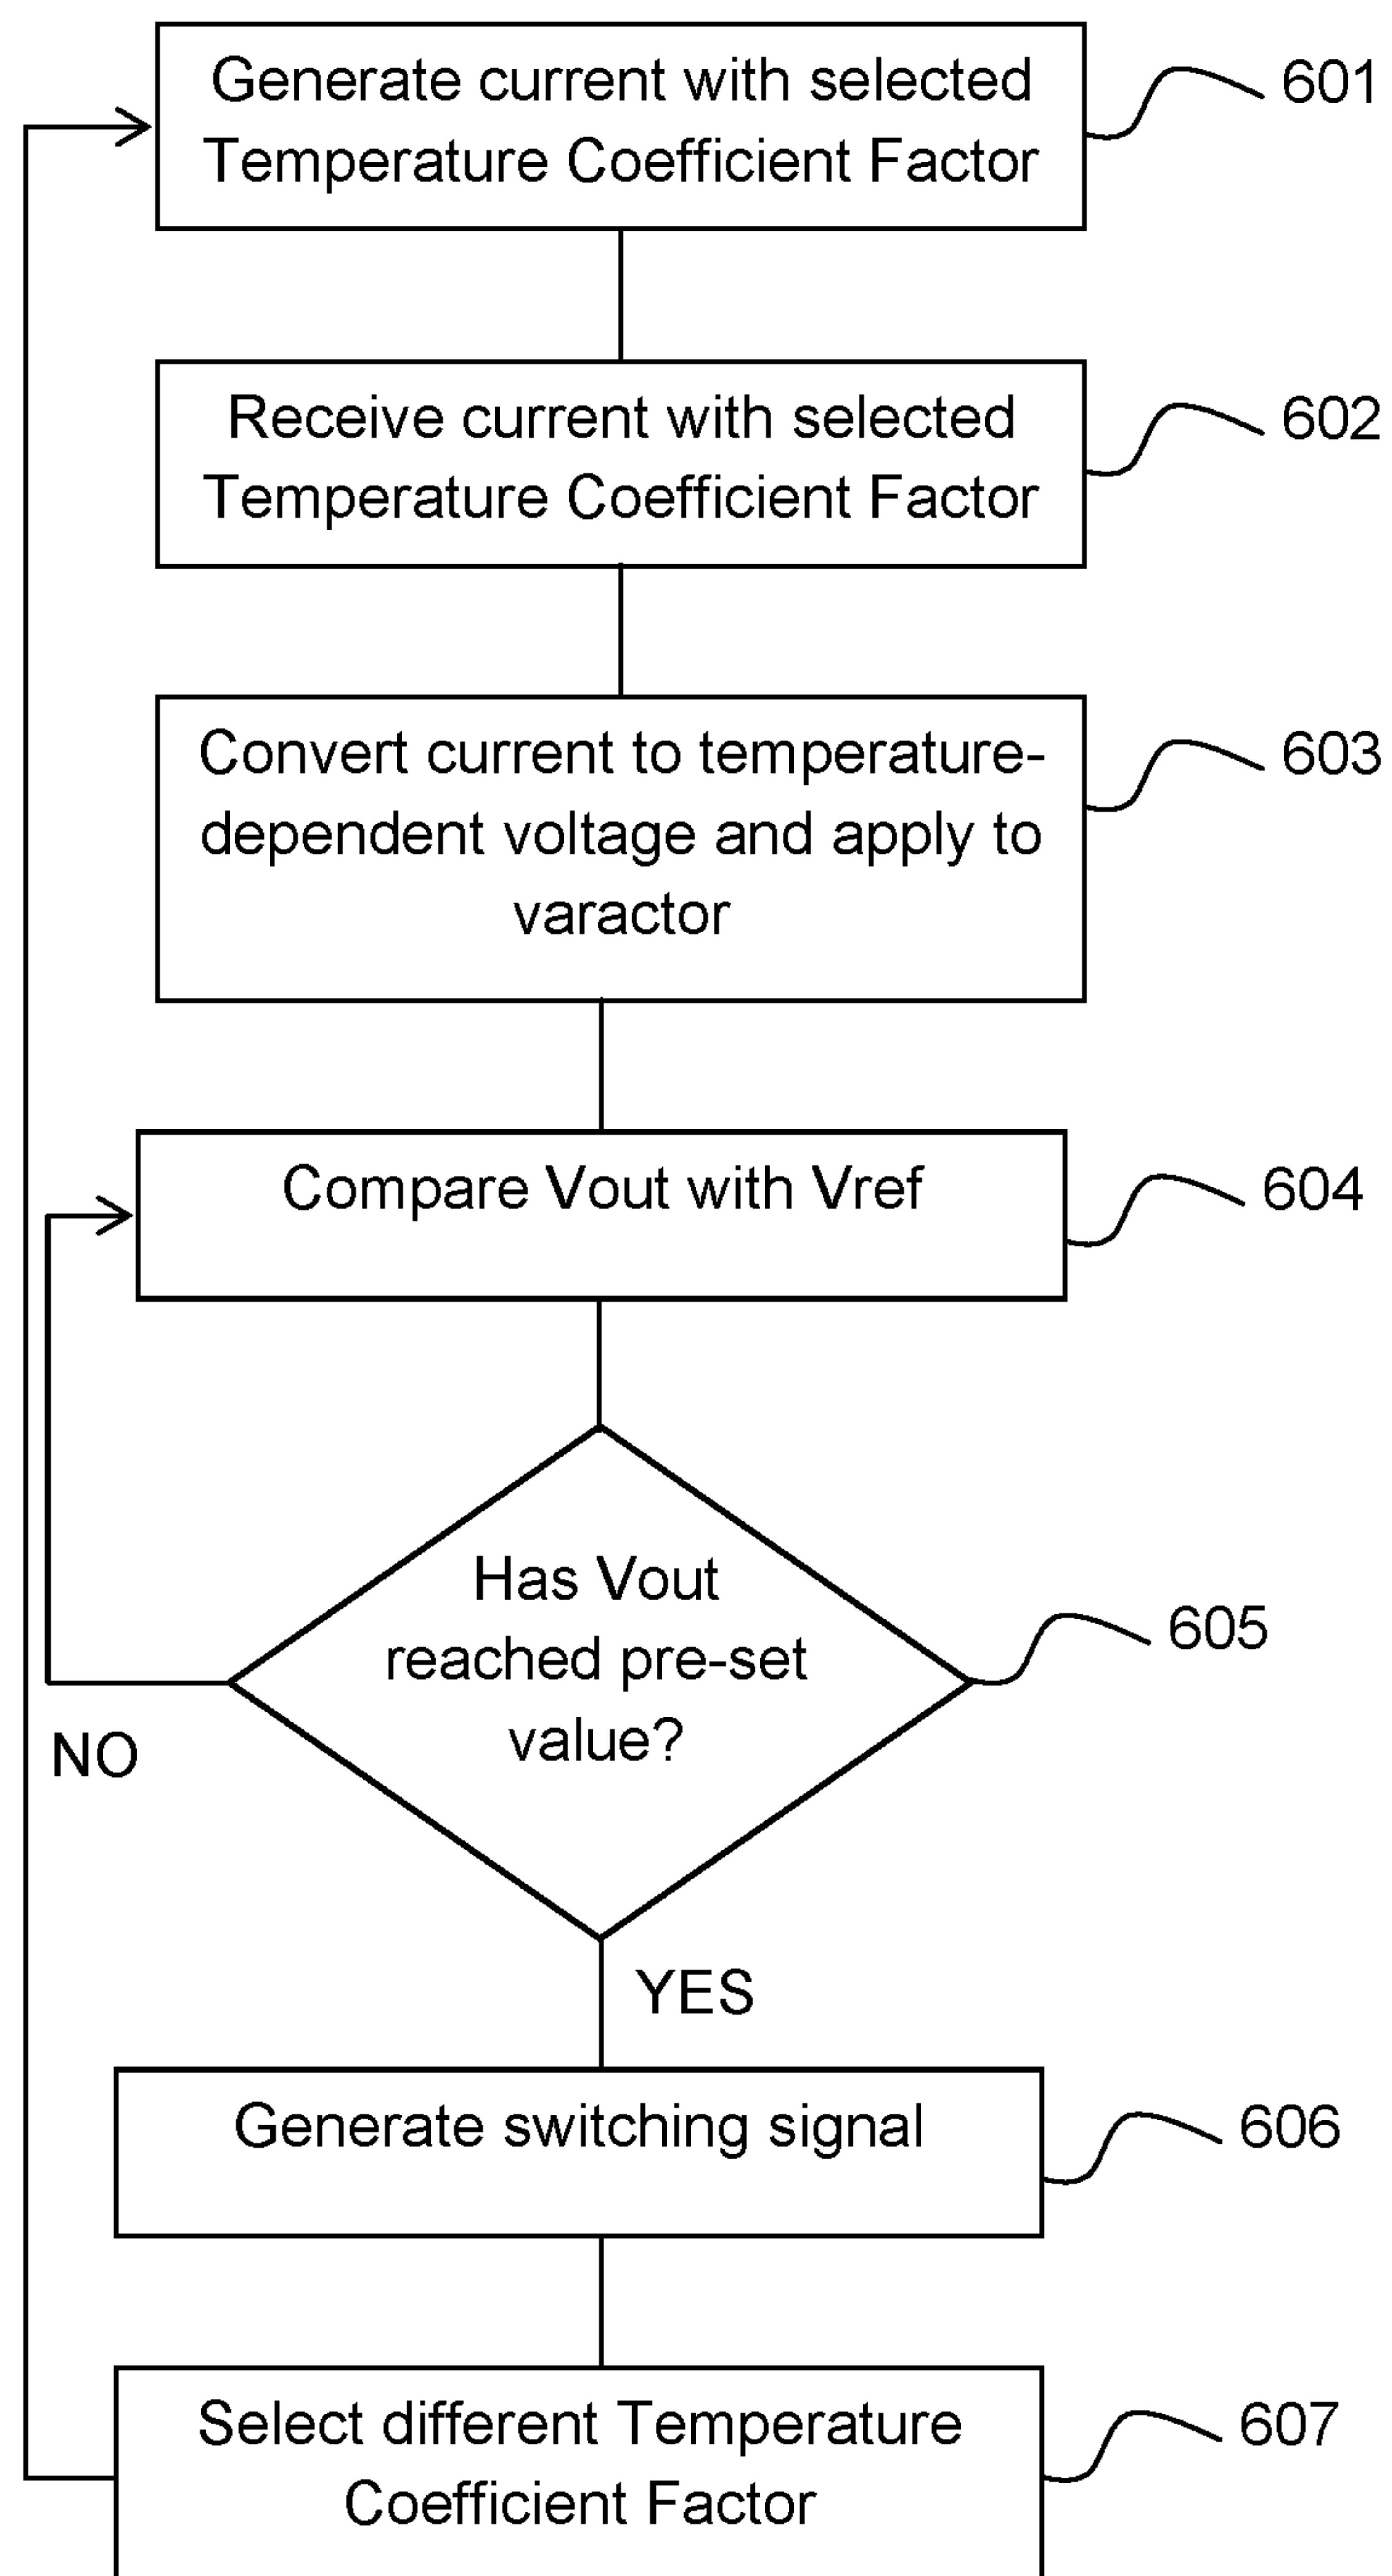 Generate current with selected
Temperature Coefficient Factor
601
Receive current with selected
Temperature Coefficient Factor
602
Convert current to temperature-
dependent voltage and apply to
varactor
603
Compare Vout with Vref
604
Has Vout
reached pre-set
value?
605
NO
YES
Generate switching signal
606
Select different Temperature
Coefficient Factor
607